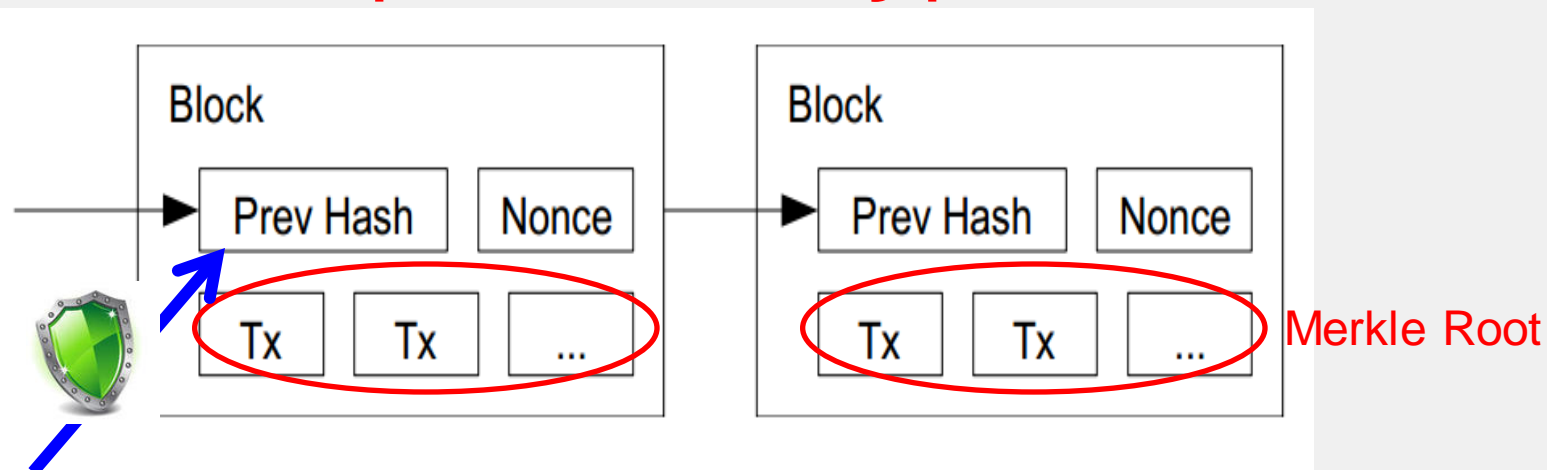 Block
Block
Prev Hash Nonce
Prev Hash Nonce
Tx Tx ...
Tx Tx ...
Merkle Root